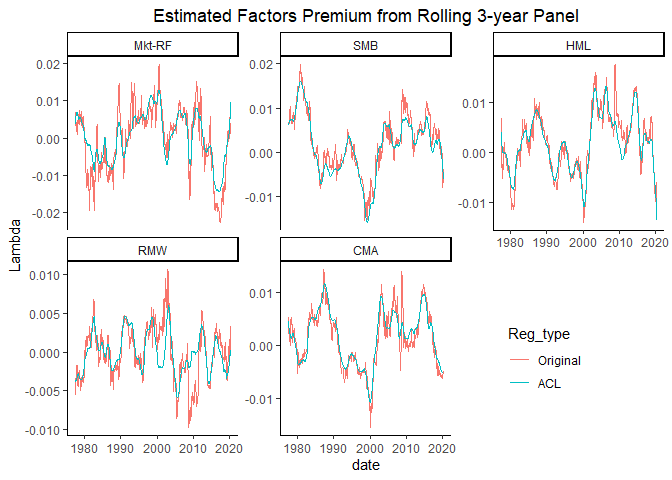 Estimated Factors Premium from Rolling 3-year Panel
Mkt-RF
SMB
HML
0.02
0.01
0.00
-0.01
-0.02
0.02
0.01
0.00
-0.01
0.01
0.00
-0.01
1980 1990 2000 2010 2020
Lambda
RMW
CMA
0.010
0.005
0.000
-0.005
-0.010
0.01
0.00
-0.01
1980 1990 2000 2010 2020
1980 1990 2000 2010 2020
date
Reg_type
Original
ACL